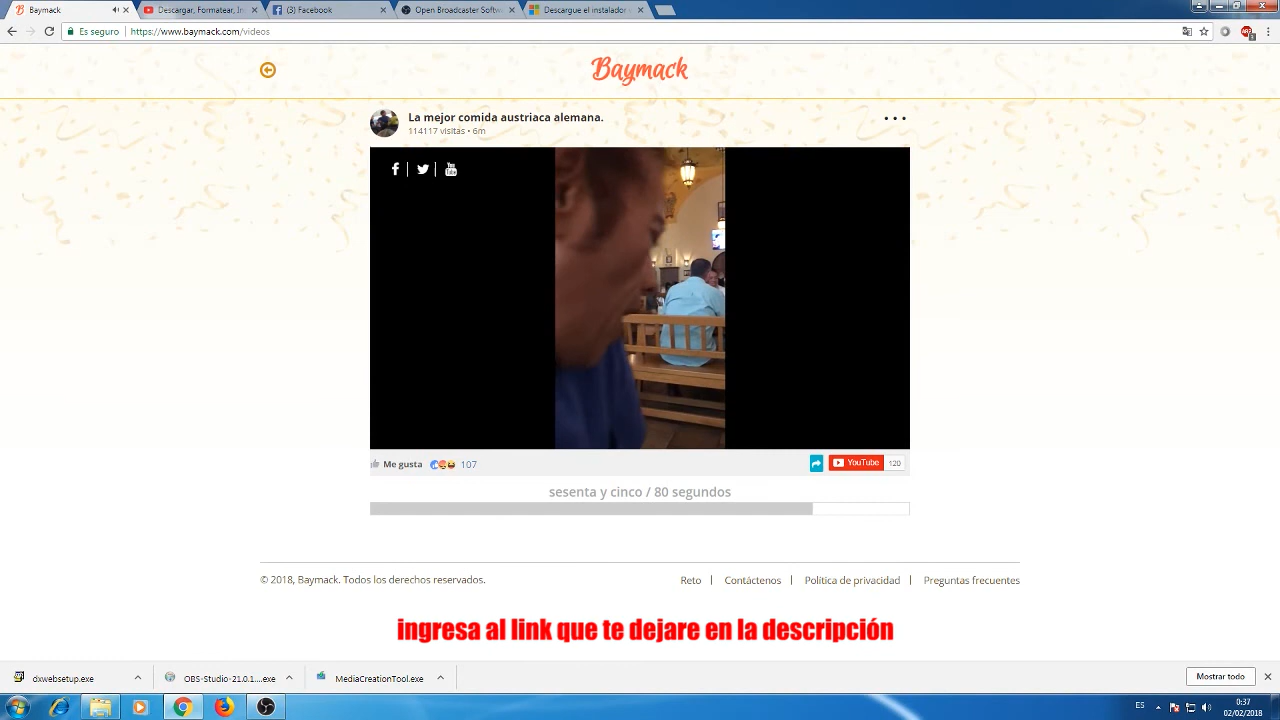 Baymack
Descargar, Formatear, In
(3) Facebook
Open Broadcaster Softw
Descargue el instalador
Es seguro
https://www.baymack.com/videos
Baymack
La mejor comida austriaca alemana.
114117 visitas • 6m
Me gusta
107
YouTube
120
sesenta y cinco / 80 segundos
© 2018, Baymack. Todos los derechos reservados.
Reto
Contáctenos
Política de privacidad
Preguntas frecuentes
ingresa al link que te dejare en la descripción
dxwebsetup.exe
OBS-Studio-21.0.1....exe
MediaCreationTool.exe
Mostrar todo
ES
0:37
02/02/2018